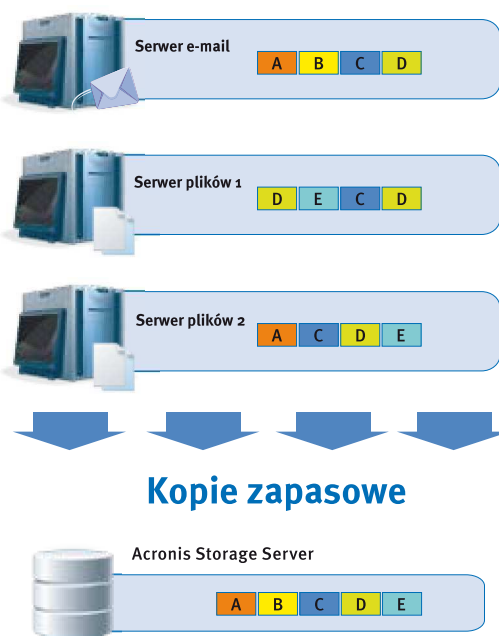 Serwer e-mail
A B C D
Serwer plików 1
D E C D
Serwer plików 2
A C D E
Kopie zapasowe
Acronis Storage Server
A B C D E